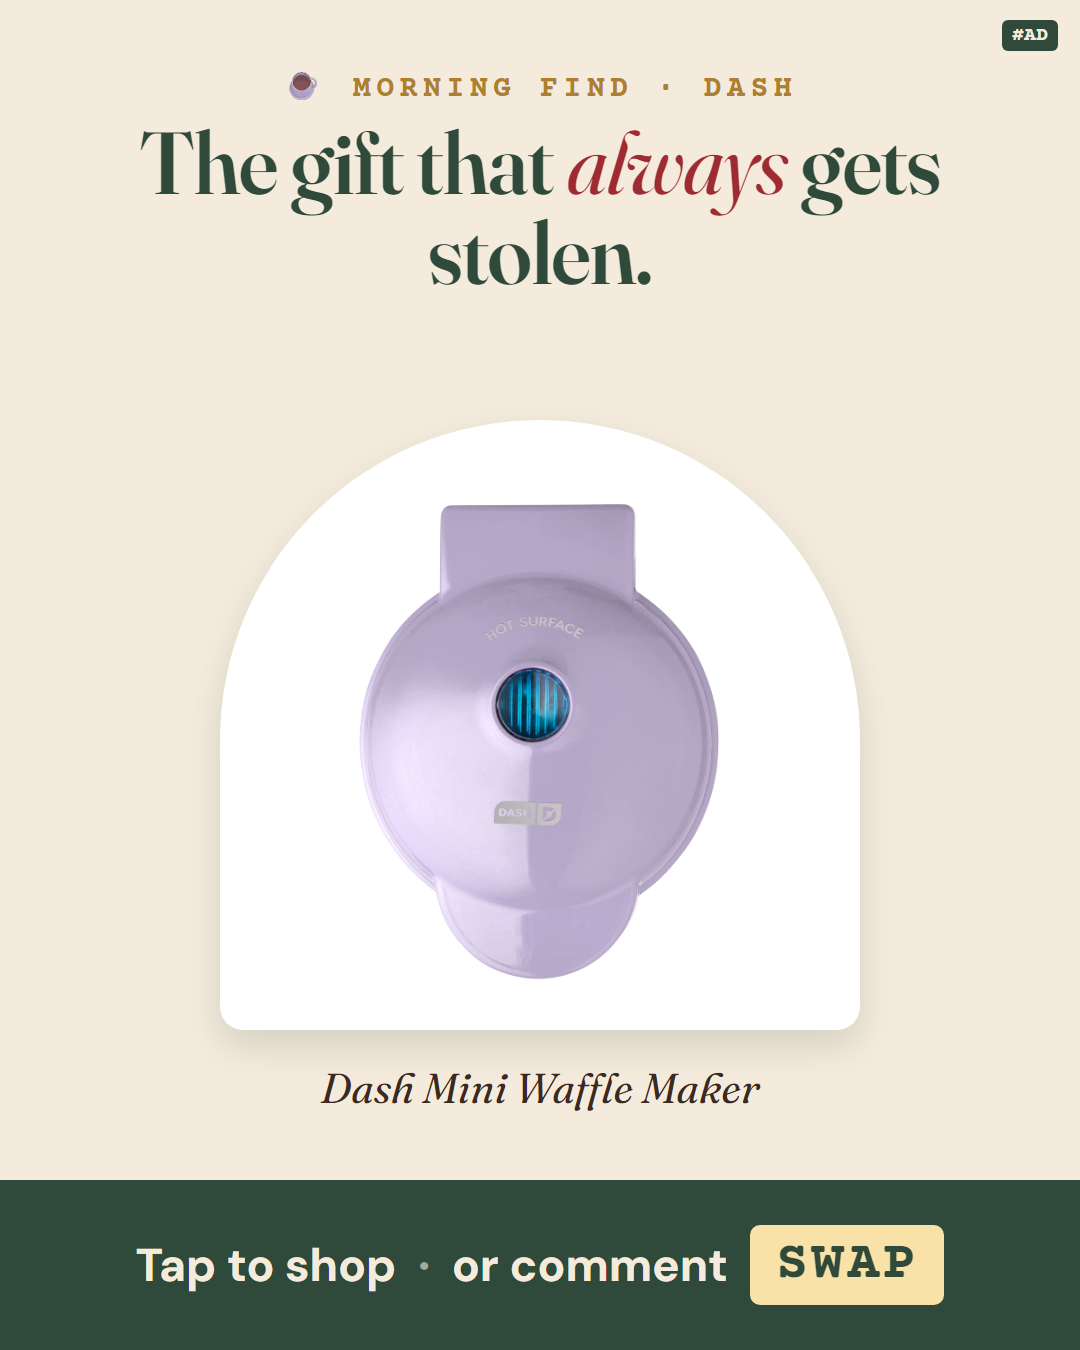 #AD
MORNING FIND · DASH
The gift that always gets
stolen.
HOT SURFACE
DASH D
Dash Mini Waffle Maker
Tap to shop · or comment SWAP